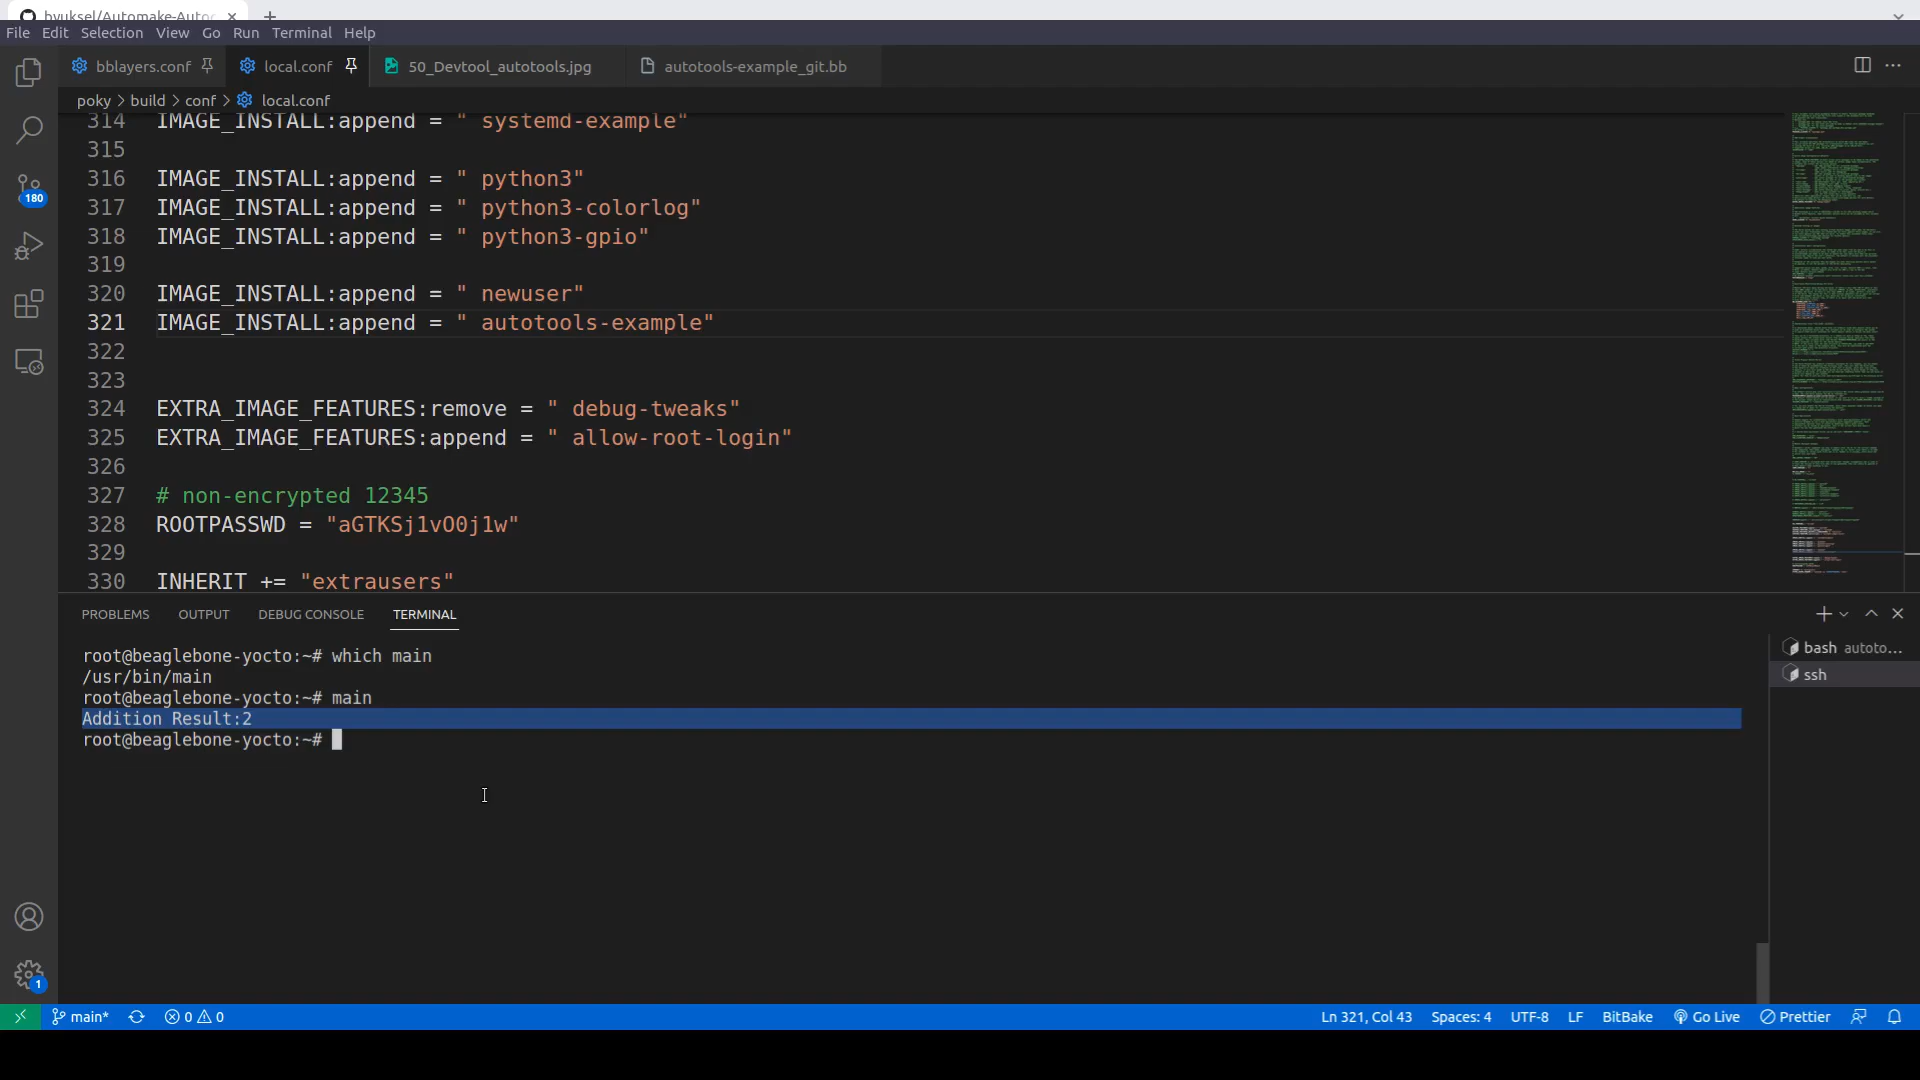 byuksel/Automake-Autoc
File Edit Selection View Go Run Terminal Help
bblayers.conf local.conf 50_Devtool_autotools.jpg autotools-example_git.bb
poky > build > conf > local.conf
314 IMAGE_INSTALL:append = " systemd-example"
315
316 IMAGE_INSTALL:append = " python3"
317 IMAGE_INSTALL:append = " python3-colorlog"
318 IMAGE_INSTALL:append = " python3-gpio"
319
320 IMAGE_INSTALL:append = " newuser"
321 IMAGE_INSTALL:append = " autotools-example"
322
323
324 EXTRA_IMAGE_FEATURES:remove = " debug-tweaks"
325 EXTRA_IMAGE_FEATURES:append = " allow-root-login"
326
327 # non-encrypted 12345
328 ROOTPASSWD = "aGTKSj1vO0j1w"
329
330 INHERIT += "extrausers"
180
PROBLEMS OUTPUT DEBUG CONSOLE TERMINAL
root@beaglebone-yocto:~# which main
/usr/bin/main
root@beaglebone-yocto:~# main
Addition Result:2
root@beaglebone-yocto:~#
bash autoto...
ssh
1
main* 0 0 Ln 321, Col 43 Spaces: 4 UTF-8 LF BitBake Go Live Prettier